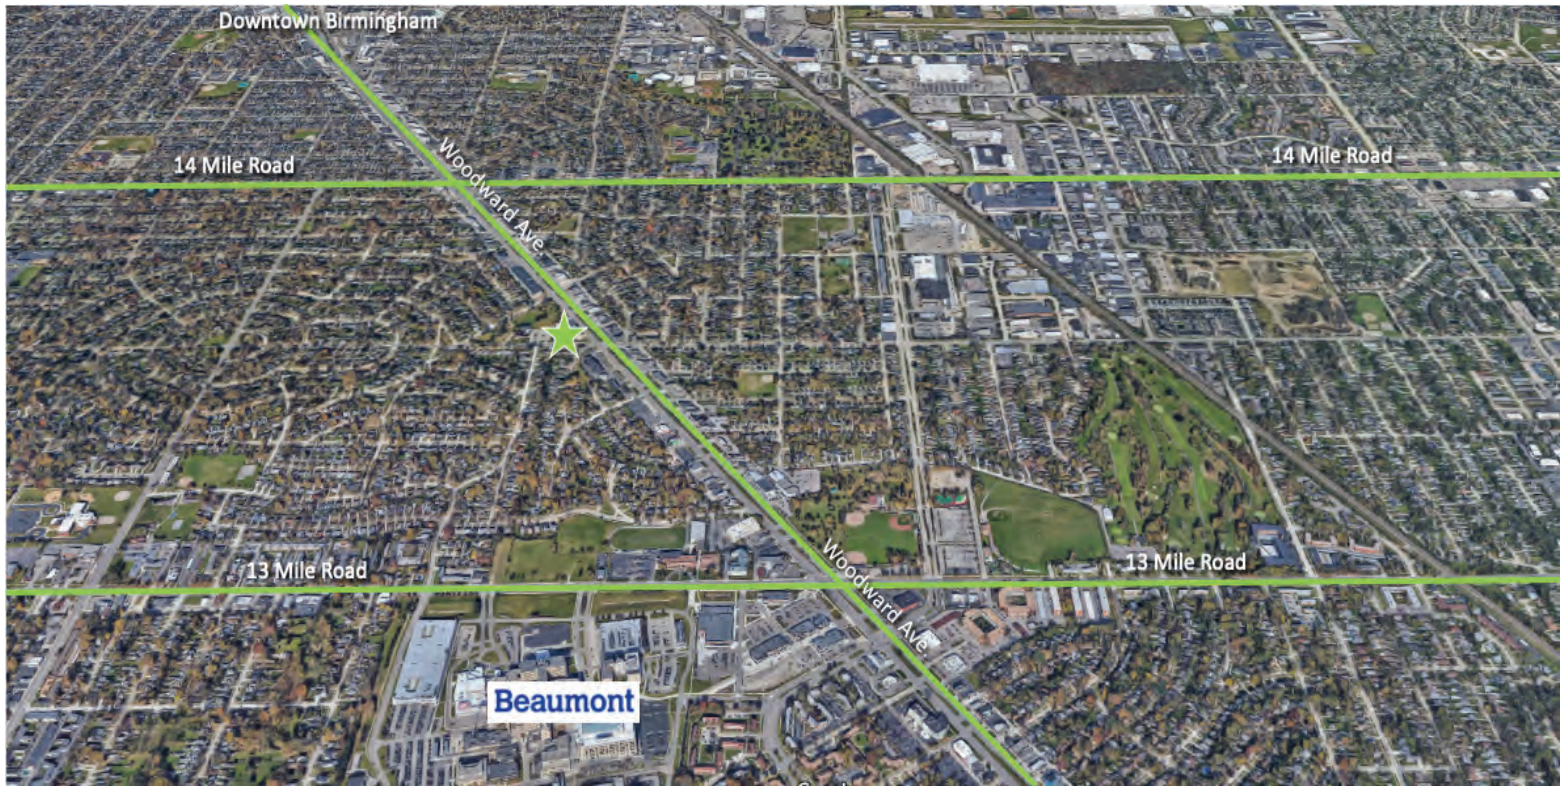 Downtown Birmingham
14 Mile Road
Woodward Ave
14 Mile Road
13 Mile Road
Woodward Ave
13 Mile Road
Beaumont